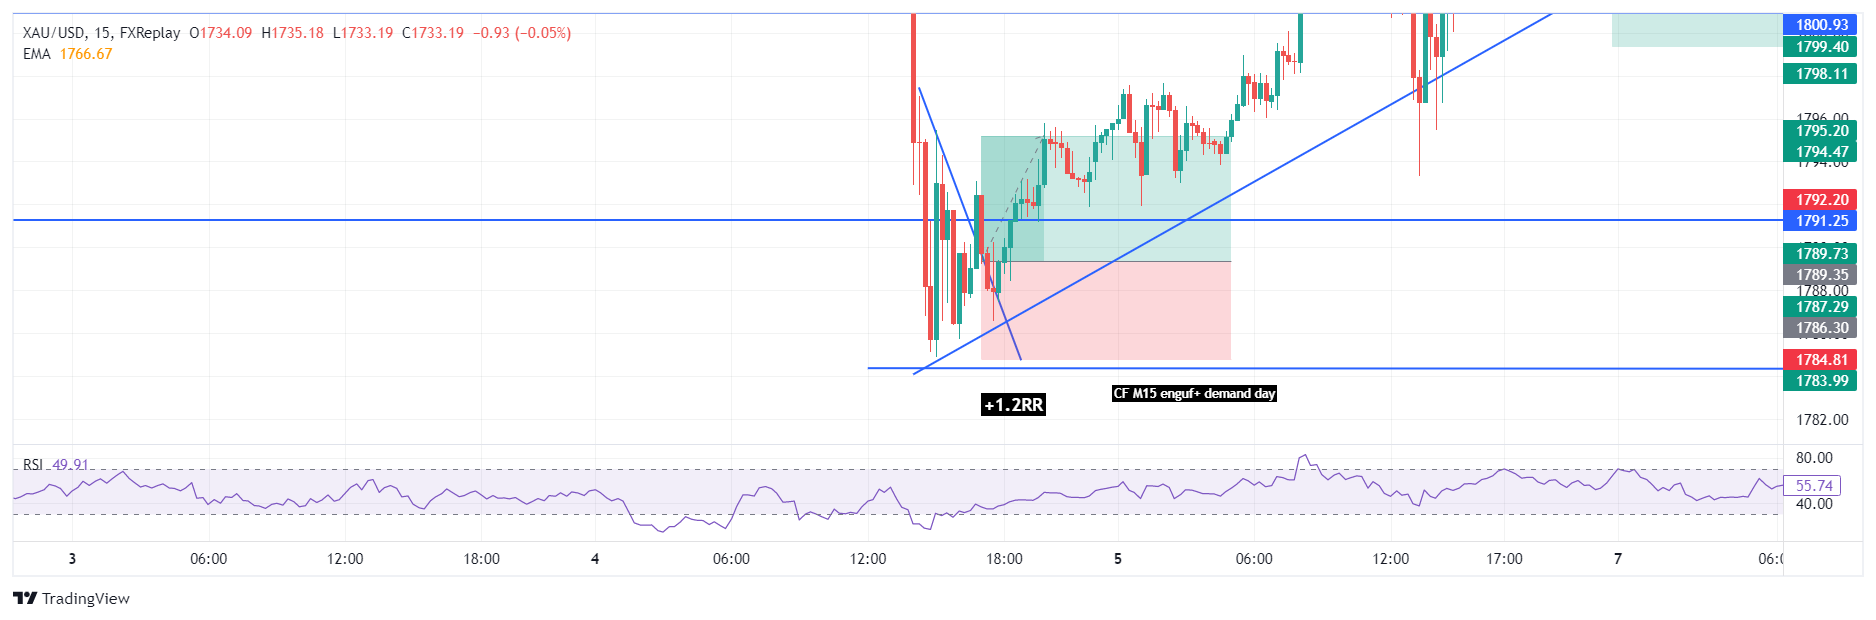 XAU/USD, 15, FXReplay O1734.09 H1735.18 L1733.19 C1733.19 −0.93 (−0.05%)
EMA 1766.67
1800.93
1799.40
1798.11
1796.00
1795.20
1794.47
1794.00
1792.20
1791.25
1789.73
1789.35
1788.00
1787.29
1786.30
1784.81
1783.99
1782.00
CF M15 enguf+ demand day
+1.2RR
RSI 49.91
80.00
55.74
40.00
3 06:00 12:00 18:00 4 06:00 12:00 18:00 5 06:00 12:00 17:00 7 06:0
TradingView